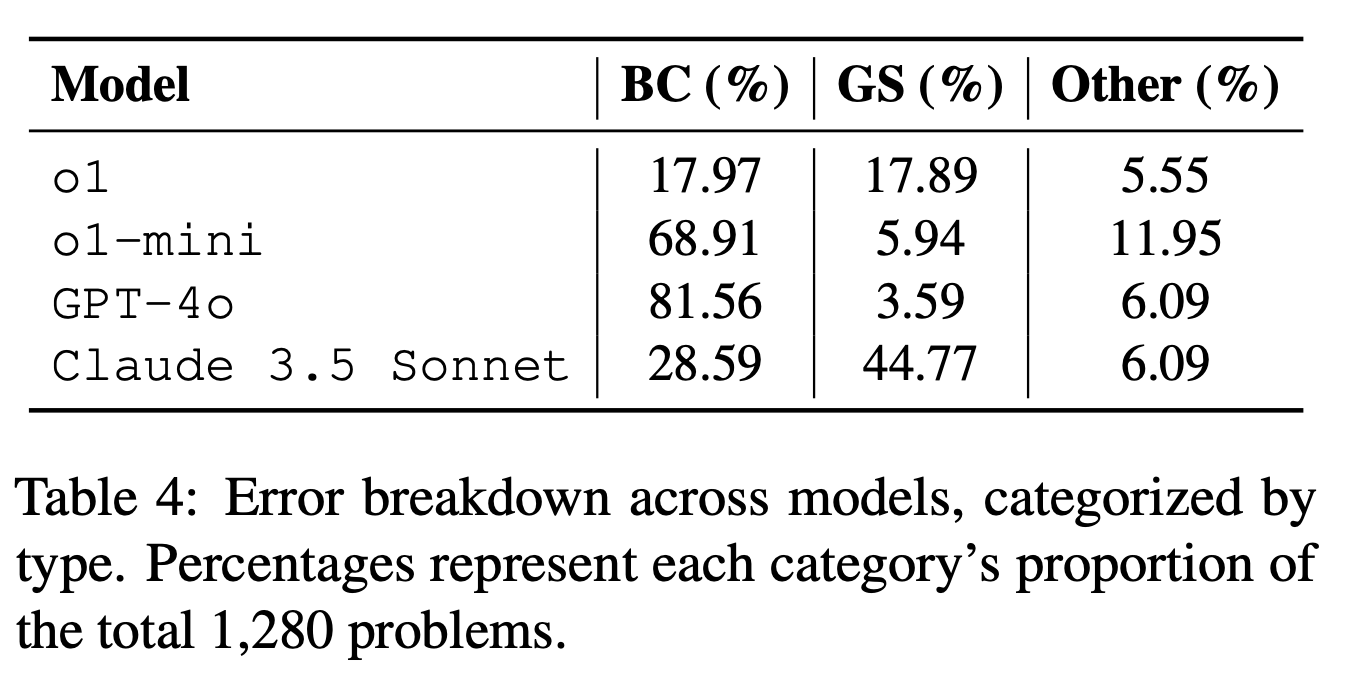 Model BC (%) GS (%) Other (%)
o1 17.97 17.89 5.55
o1-mini 68.91 5.94 11.95
GPT-4o 81.56 3.59 6.09
Claude 3.5 Sonnet 28.59 44.77 6.09
Table 4: Error breakdown across models, categorized by
type. Percentages represent each category’s proportion of
the total 1,280 problems.